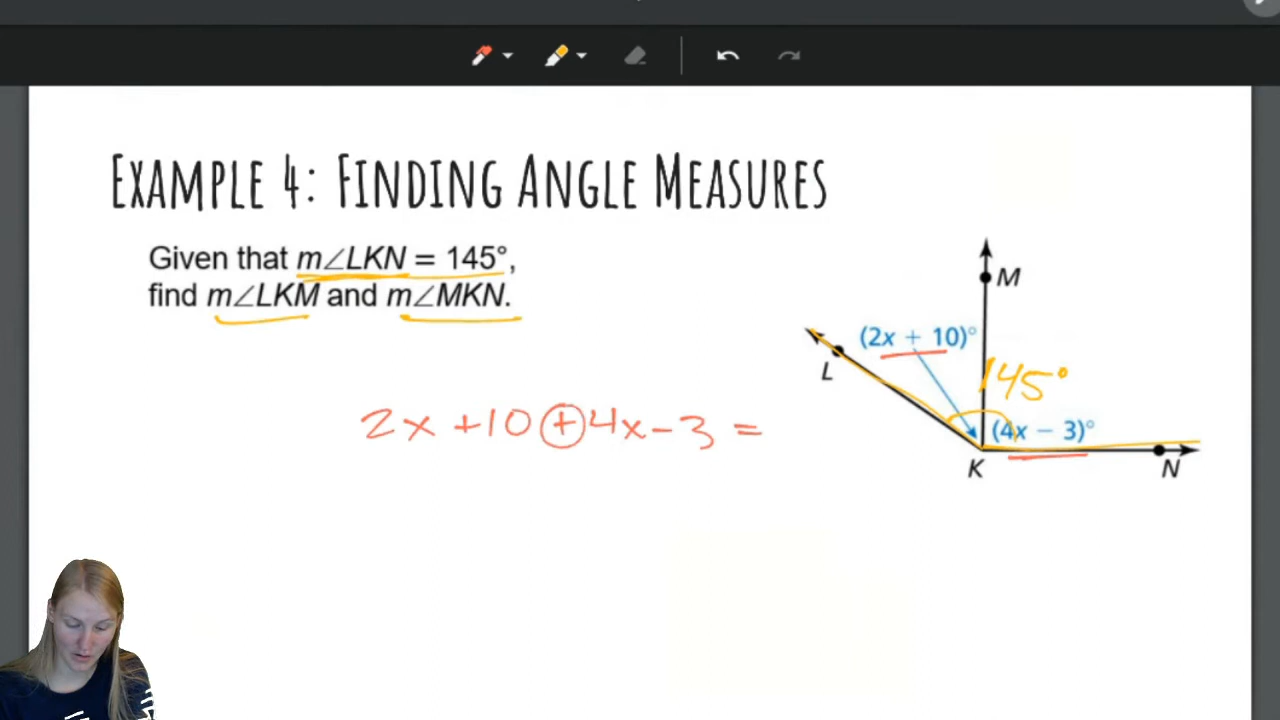 EXAMPLE 4: FINDING ANGLE MEASURES
Given that m∠LKN = 145°,
find m∠LKM and m∠MKN.
M
(2x + 10)°
L
145°
2x +10 + 4x - 3 =
(4x − 3)°
K
N